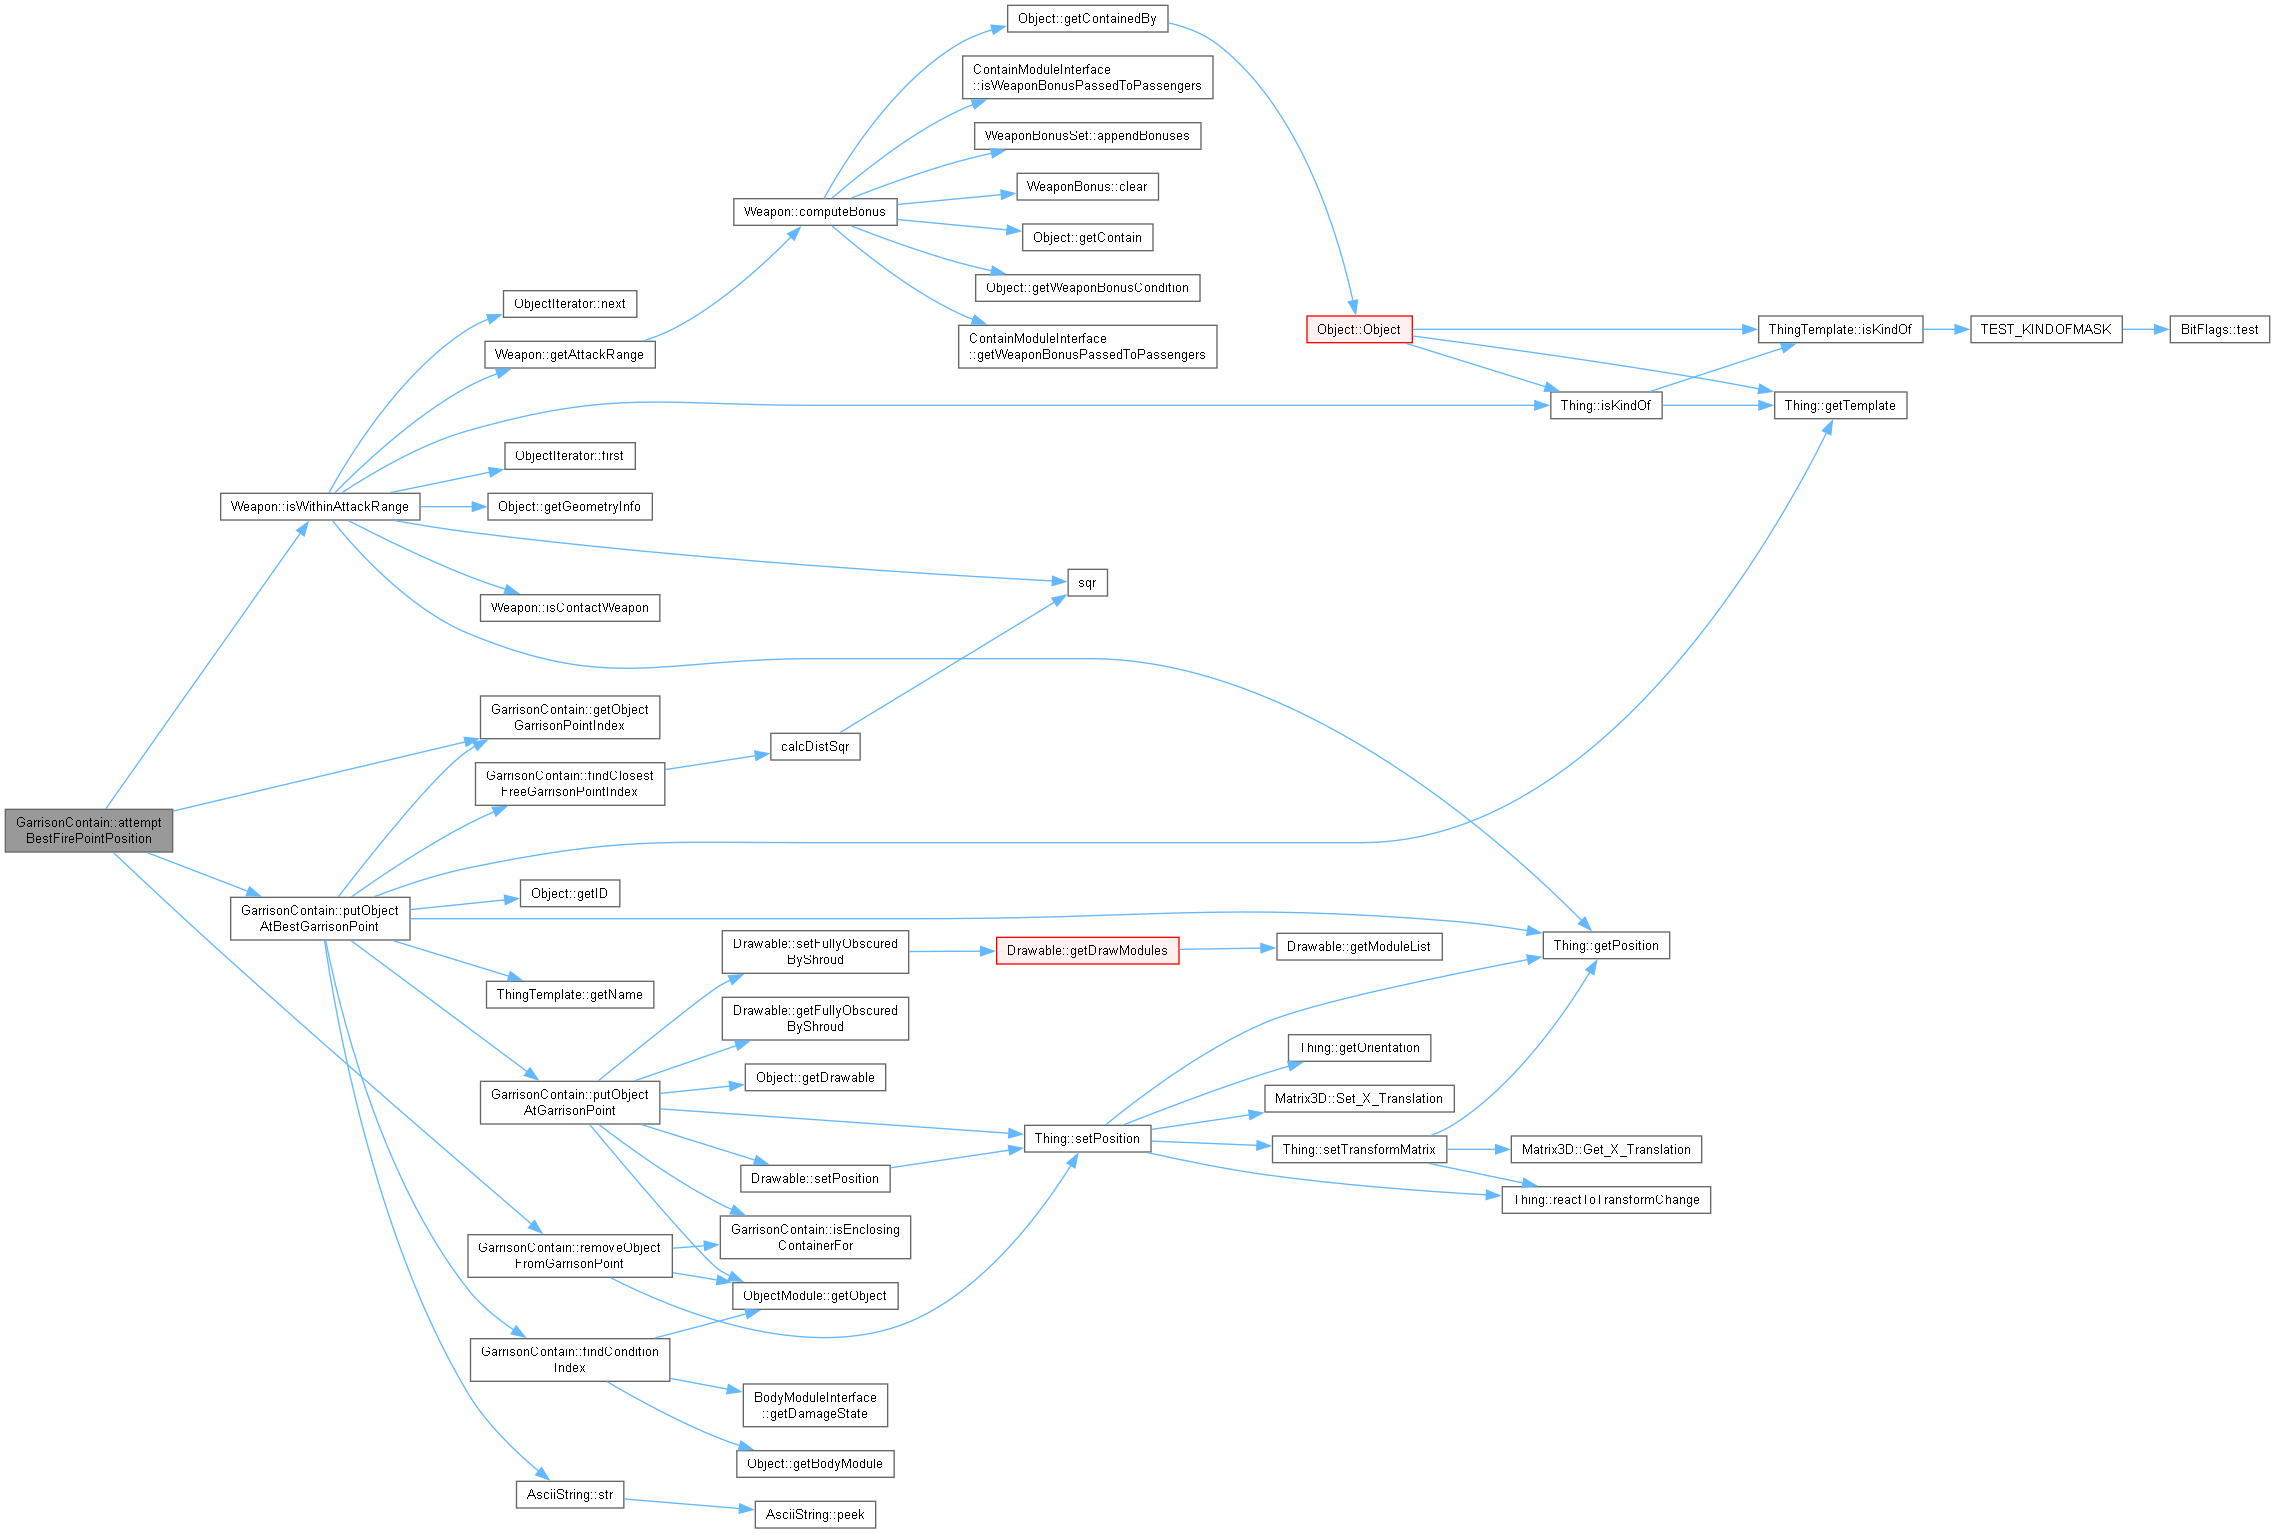 Object::getContainedBy
ContainModuleInterface
::isWeaponBonusPassedToPassengers
WeaponBonusSet::appendBonuses
WeaponBonus::clear
Weapon::computeBonus
Object::getContain
Object::getWeaponBonusCondition
ContainModuleInterface
::getWeaponBonusPassedToPassengers
ObjectIterator::next
Weapon::getAttackRange
Object::Object
ThingTemplate::isKindOf
TEST_KINDOFMASK
BitFlags::test
Thing::isKindOf
Thing::getTemplate
ObjectIterator::first
Weapon::isWithinAttackRange
Object::getGeometryInfo
sqr
Weapon::isContactWeapon
GarrisonContain::getObject
GarrisonPointIndex
calcDistSqr
GarrisonContain::findClosest
FreeGarrisonPointIndex
GarrisonContain::attempt
BestFirePointPosition
Object::getID
GarrisonContain::putObject
AtBestGarrisonPoint
Drawable::setFullyObscured
ByShroud
Drawable::getDrawModules
Drawable::getModuleList
Thing::getPosition
ThingTemplate::getName
Drawable::getFullyObscured
ByShroud
Thing::getOrientation
Object::getDrawable
GarrisonContain::putObject
AtGarrisonPoint
Matrix3D::Set_X_Translation
Thing::setPosition
Thing::setTransformMatrix
Matrix3D::Get_X_Translation
Drawable::setPosition
Thing::reactToTransformChange
GarrisonContain::isEnclosing
ContainerFor
GarrisonContain::removeObject
FromGarrisonPoint
ObjectModule::getObject
GarrisonContain::findCondition
Index
BodyModuleInterface
::getDamageState
Object::getBodyModule
AsciiString::str
AsciiString::peek